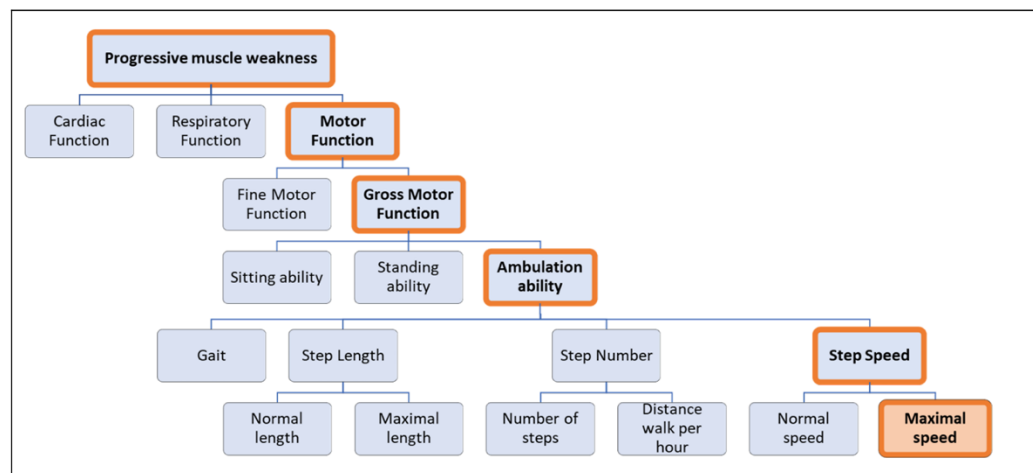 Progressive muscle weakness
Cardiac
Function
Respiratory
Function
Motor
Function
Fine Motor
Function
Gross Motor
Function
Sitting ability
Standing
ability
Ambulation
ability
Gait
Step Length
Step Number
Step Speed
Normal
length
Maximal
length
Number of
steps
Distance
walk per
hour
Normal
speed
Maximal
speed